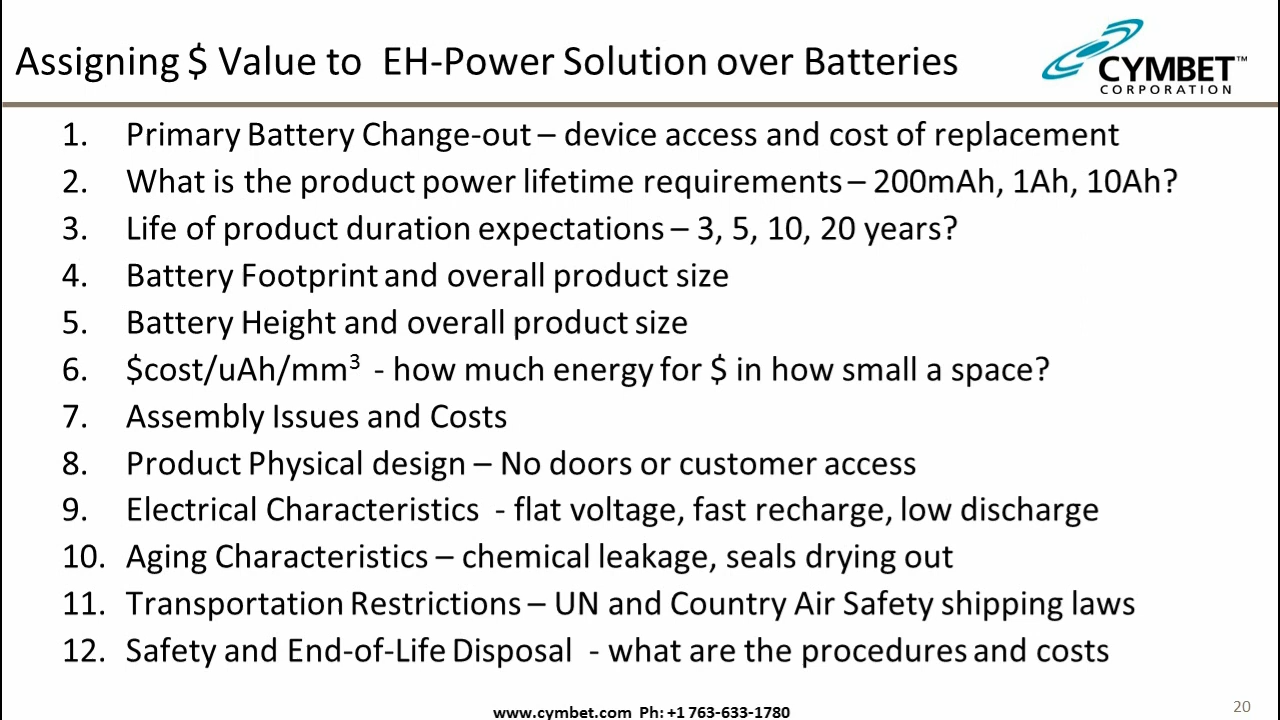 Assigning $ Value to EH-Power Solution over Batteries
CYMBET™
CORPORATION
1. Primary Battery Change-out – device access and cost of replacement
2. What is the product power lifetime requirements – 200mAh, 1Ah, 10Ah?
3. Life of product duration expectations – 3, 5, 10, 20 years?
4. Battery Footprint and overall product size
5. Battery Height and overall product size
6. $cost/uAh/mm³ - how much energy for $ in how small a space?
7. Assembly Issues and Costs
8. Product Physical design – No doors or customer access
9. Electrical Characteristics - flat voltage, fast recharge, low discharge
10. Aging Characteristics – chemical leakage, seals drying out
11. Transportation Restrictions – UN and Country Air Safety shipping laws
12. Safety and End-of-Life Disposal - what are the procedures and costs
www.cymbet.com Ph: +1 763-633-1780
20